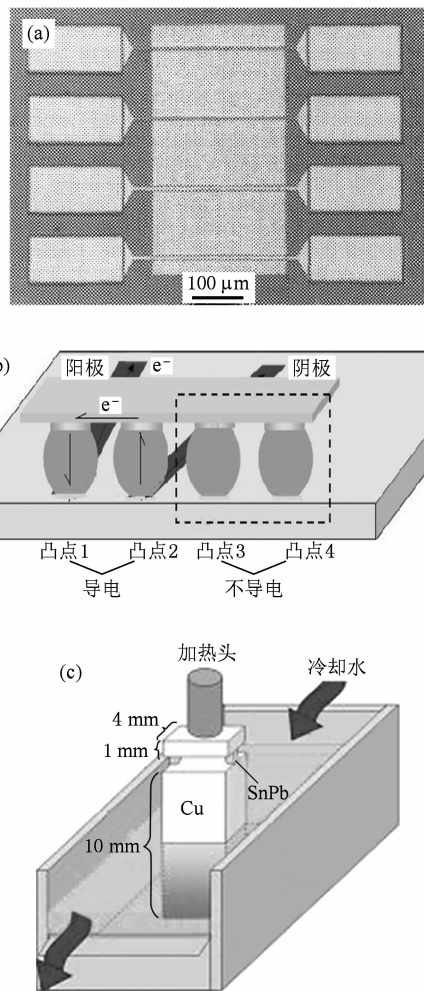 (a)
100 μm
)
阳极 e⁻ 阴极
e⁻
凸点1 凸点2 凸点3 凸点4
导电 不导电
加热头
(c) 冷却水
4 mm
1 mm
SnPb
Cu
10 mm